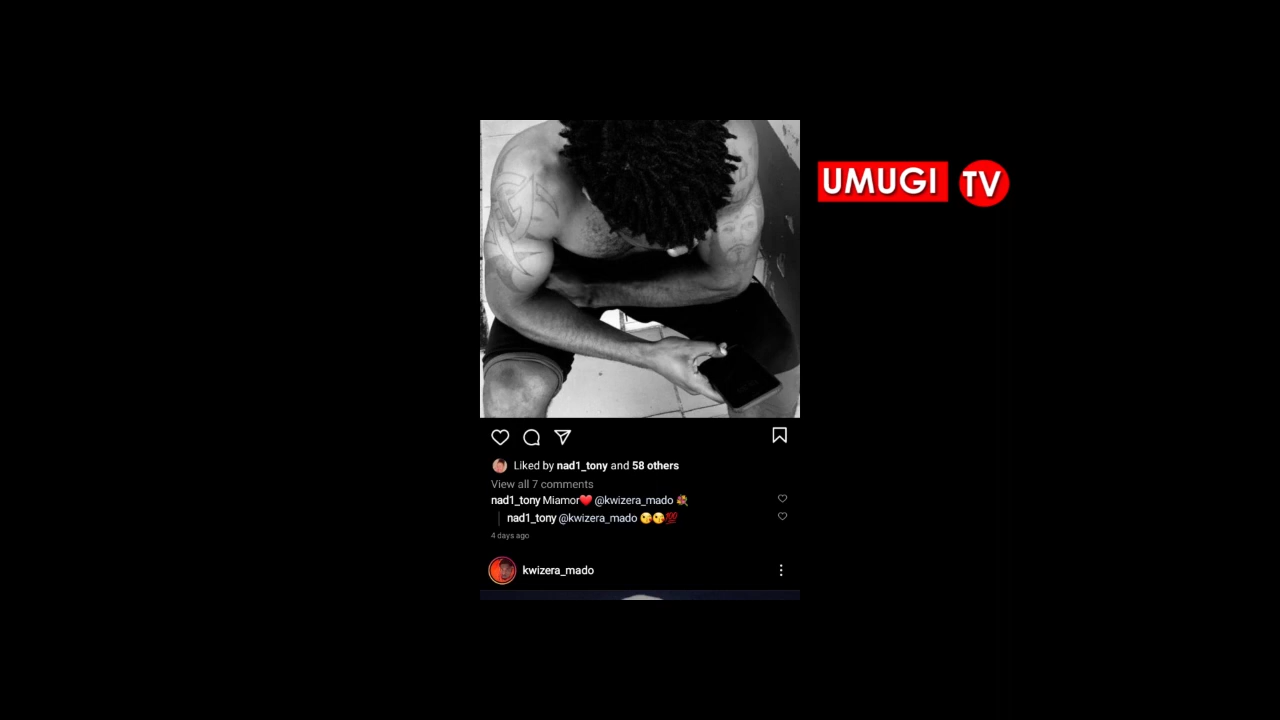 UMUGI TV
Liked by nad1_tony and 58 others
View all 7 comments
nad1_tony Miamor❤️ @kwizera_mado 💐
nad1_tony @kwizera_mado 😘😘💯
4 days ago
kwizera_mado